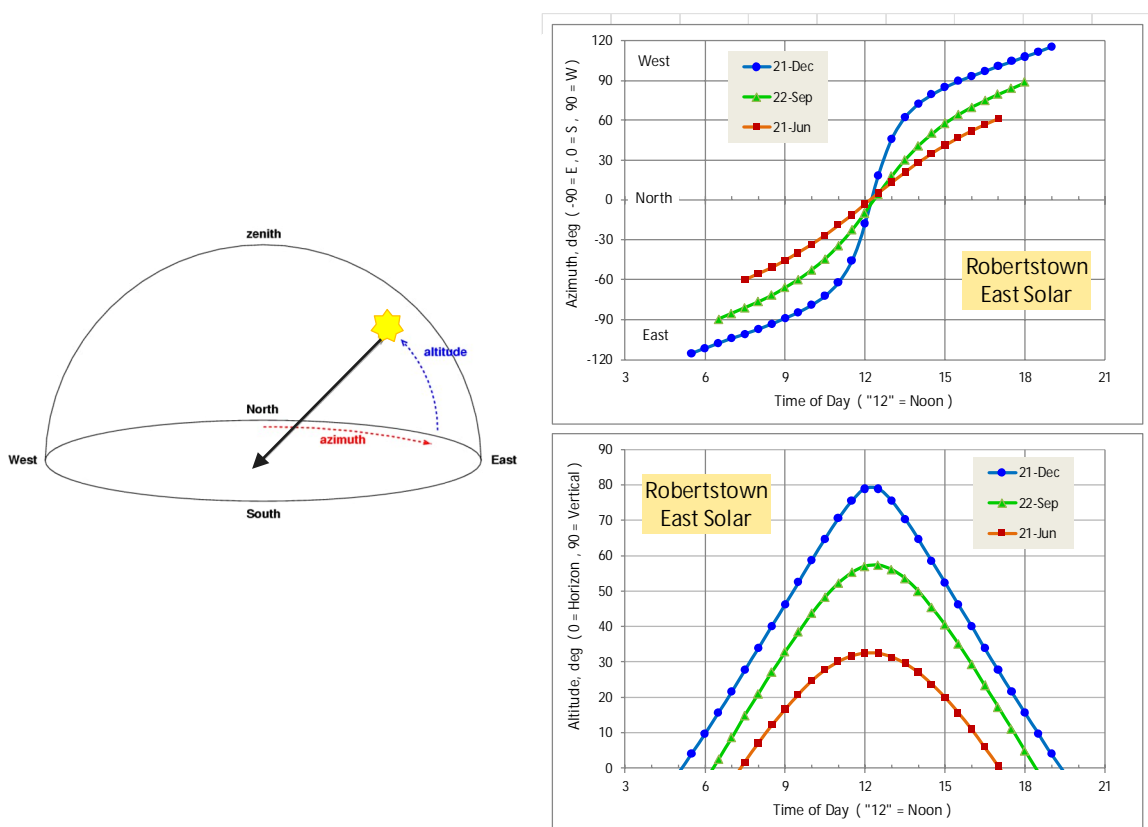 zenith
altitude
North
azimuth
West
East
South
Azimuth, deg ( -90 = E , 0 = S , 90 = W )
120
90
60
30
0
-30
-60
-90
-120
West
North
East
21-Dec
22-Sep
21-Jun
Robertstown
East Solar
3 6 9 12 15 18 21
Time of Day ( "12" = Noon )
Altitude, deg ( 0 = Horizon , 90 = Vertical )
90
80
70
60
50
40
30
20
10
0
Robertstown
East Solar
21-Dec
22-Sep
21-Jun
3 6 9 12 15 18 21
Time of Day ( "12" = Noon )